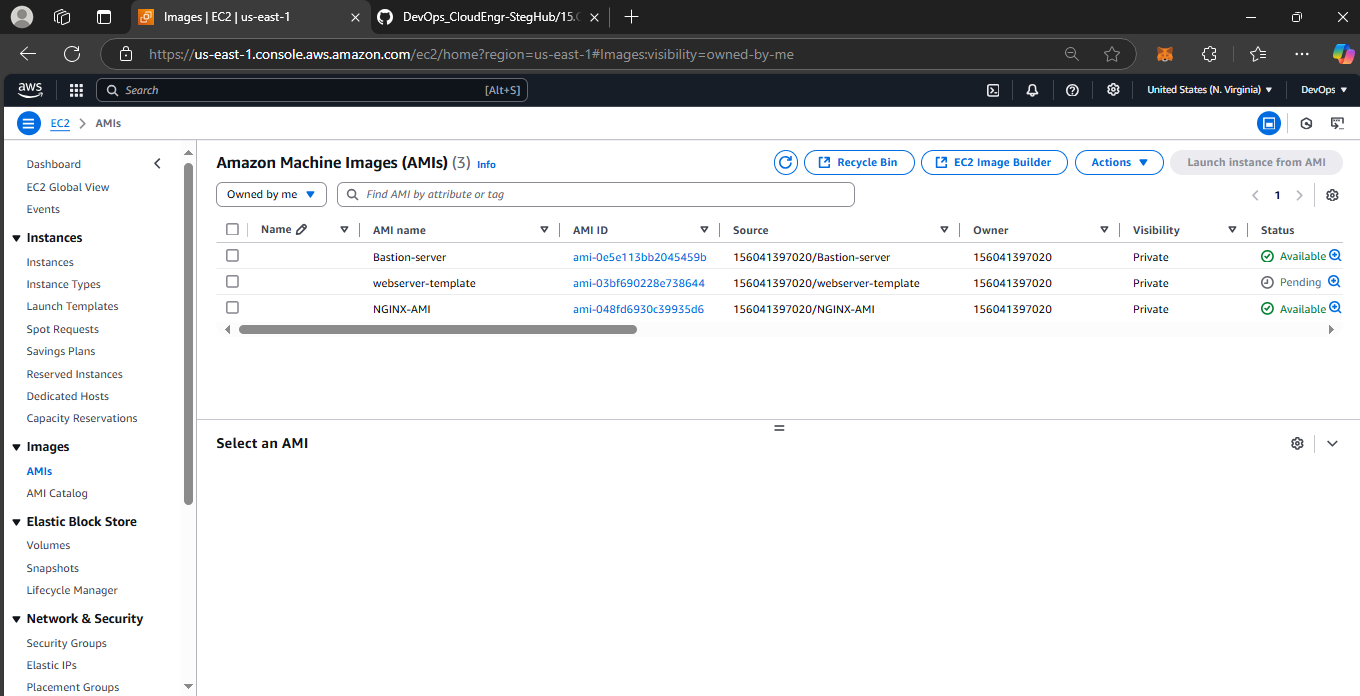 Images | EC2 | us-east-1
DevOps_CloudEngr-StegHub/15.
https://us-east-1.console.aws.amazon.com/ec2/home?region=us-east-1#Images:visibility=owned-by-me
aws
Search
[Alt+S]
United States (N. Virginia)
DevOps
EC2
AMIs
Dashboard
EC2 Global View
Events
Instances
Instances
Instance Types
Launch Templates
Spot Requests
Savings Plans
Reserved Instances
Dedicated Hosts
Capacity Reservations
Images
AMIs
AMI Catalog
Elastic Block Store
Volumes
Snapshots
Lifecycle Manager
Network & Security
Security Groups
Elastic IPs
Placement Groups
Amazon Machine Images (AMIs) (3) Info
Recycle Bin
EC2 Image Builder
Actions
Launch instance from AMI
Owned by me
Find AMI by attribute or tag
1
Name AMI name AMI ID Source Owner Visibility Status
Bastion-server ami-0e5e113bb2045459b 156041397020/Bastion-server 156041397020 Private Available
webserver-template ami-03bf690228e738644 156041397020/webserver-template 156041397020 Private Pending
NGINX-AMI ami-048fd6930c39935d6 156041397020/NGINX-AMI 156041397020 Private Available
Select an AMI